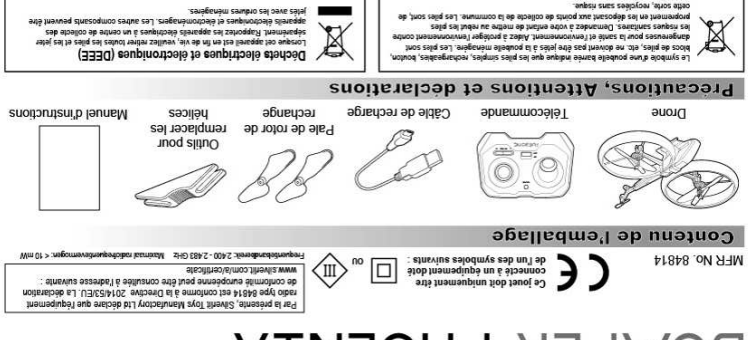 MFR No. 84814
Ce jouet doit uniquement être
connecté à un équipement doté
de l'un des symboles suivants :
ou
III
Par la présente, Silverlit Toys Manufactory Ltd déclare que l'équipement
radio type 84814 est conforme à la Directive 2014/53/EU. La déclaration
de conformité européenne peut être consultée à l'adresse suivante :
www.silverlit.com/a/certificate
Frequentiebandbereik: 2.400 - 2.483 GHz Maximaal radiofrequentievermogen: < 10 mW
Contenu de l'emballage
Drone
Télécommande
Câble de recharge
Pale de rotor de
rechange
Outils pour
remplacer les
hélices
Manuel d'instructions
Précautions, Attentions et déclarations
Le symbole d'une poubelle barrée indique que les piles simples, rechargeables, bouton,
blocs de piles, etc. ne doivent pas être jetés à la poubelle ménagère. Les piles sont
dangereuses pour la santé et l'environnement. Aidez à protéger l'environnement contre
les risques sanitaires. Demandez à votre enfant de mettre au rebut les piles
proprement en les déposant aux points de collecte de la commune. Les piles sont, de
cette sorte, recyclées sans risque.
Déchets électriques et électroniques (DEEE)
Lorsque cet appareil est en fin de vie, veuillez retirer toutes les piles et les jeter
séparément. Rapportez les appareils électriques à un centre de collecte des
appareils électriques et électroménagers. Les autres composants peuvent être
jetés avec les ordures ménagères.